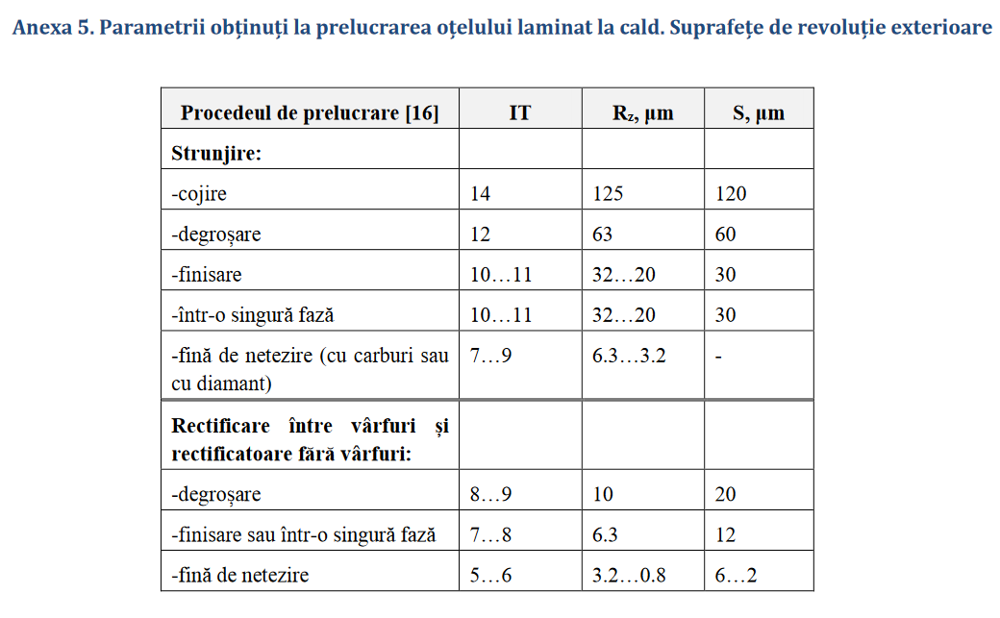 Anexa 5. Parametrii obținuți la prelucrarea oțelului laminat la cald. Suprafețe de revoluție exterioare
Procedeul de prelucrare [16] IT Rz, μm S, μm
Strunjire:
-cojire 14 125 120
-degroșare 12 63 60
-finisare 10…11 32…20 30
-într-o singură fază 10…11 32…20 30
-fină de netezire (cu carburi sau 7…9 6.3…3.2 -
cu diamant)
Rectificare între vârfuri și
rectificatoare fără vârfuri:
-degroșare 8…9 10 20
-finisare sau într-o singură fază 7…8 6.3 12
-fină de netezire 5…6 3.2…0.8 6…2